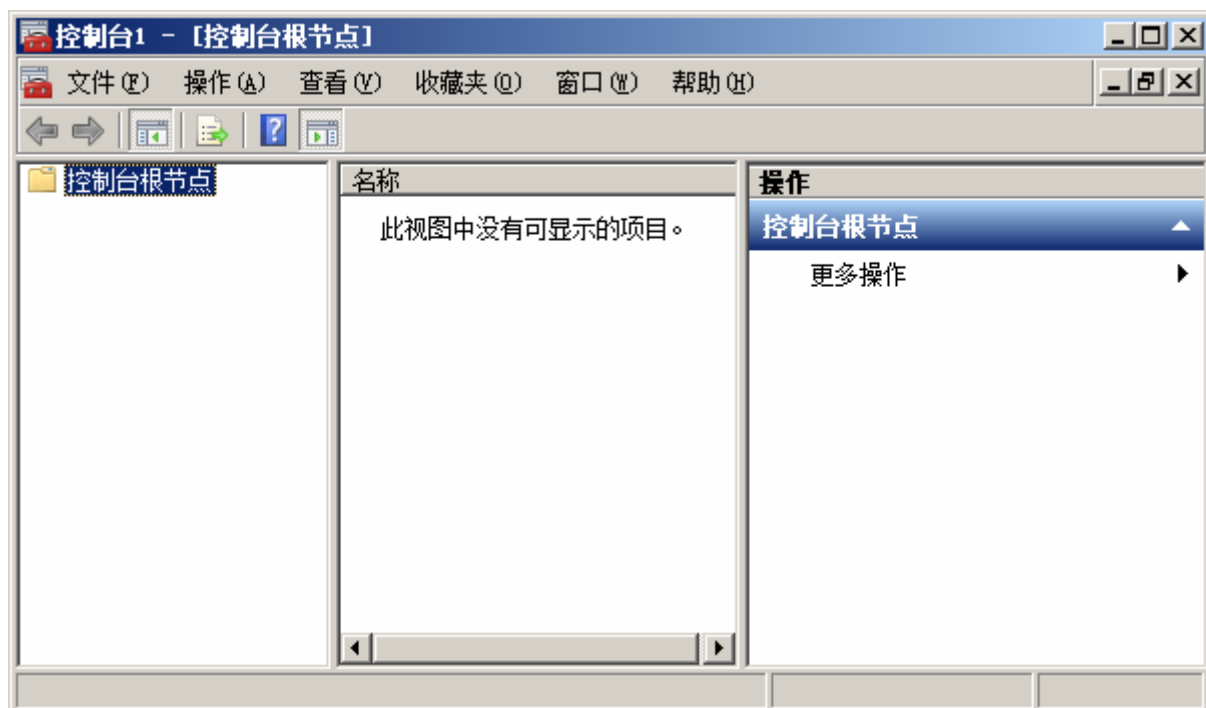 控制台1 - [控制台根节点]
文件(F) 操作(A) 查看(V) 收藏夹(O) 窗口(W) 帮助(H)
控制台根节点
名称
此视图中没有可显示的项目。
操作
控制台根节点
更多操作